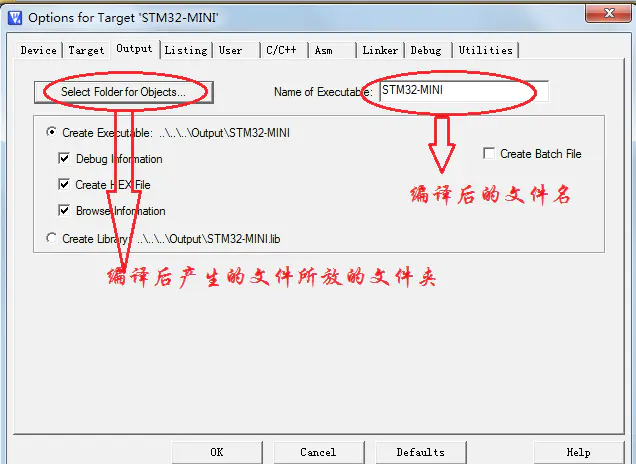 Options for Target 'STM32-MINI'
Device Target Output Listing User C/C++ Asm Linker Debug Utilities
Select Folder for Objects... Name of Executable: STM32-MINI
Create Executable: ..\..\..\Output\STM32-MINI
Debug Information
Create Batch File
Create HEX File
编译后的文件名
Browse Information
Create Library: ..\..\..\Output\STM32-MINI.lib
编译后产生的文件所放的文件夹
OK Cancel Defaults Help